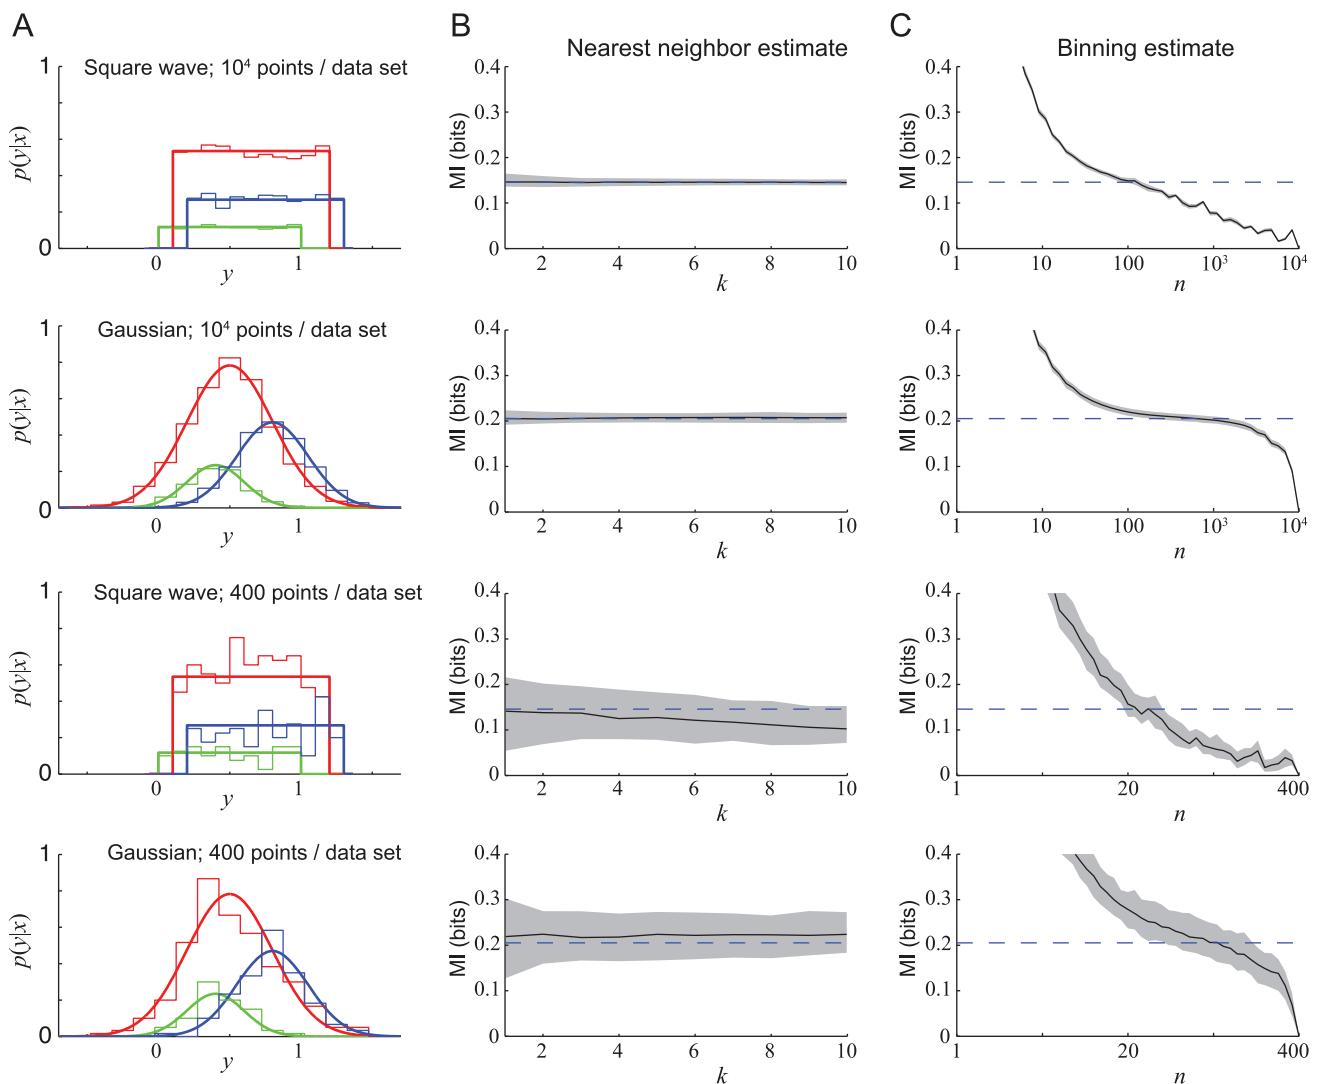 A
B
C
Nearest neighbor estimate
Binning estimate
Square wave; 10⁴ points / data set
1
0
p(y|x)
0
1
y
0.4
0.3
0.2
0.1
0
MI (bits)
2
4
6
8
10
k
0.4
0.3
0.2
0.1
0
MI (bits)
1
10
100
10³
10⁴
n
Gaussian; 10⁴ points / data set
1
0
p(y|x)
0
1
y
0.4
0.3
0.2
0.1
0
MI (bits)
2
4
6
8
10
k
0.4
0.3
0.2
0.1
0
MI (bits)
1
10
100
10³
10⁴
n
Square wave; 400 points / data set
1
0
p(y|x)
0
1
y
0.4
0.3
0.2
0.1
0
MI (bits)
2
4
6
8
10
k
0.4
0.3
0.2
0.1
0
MI (bits)
1
20
400
n
Gaussian; 400 points / data set
1
0
p(y|x)
0
1
y
0.4
0.3
0.2
0.1
0
MI (bits)
2
4
6
8
10
k
0.4
0.3
0.2
0.1
0
MI (bits)
1
20
400
n